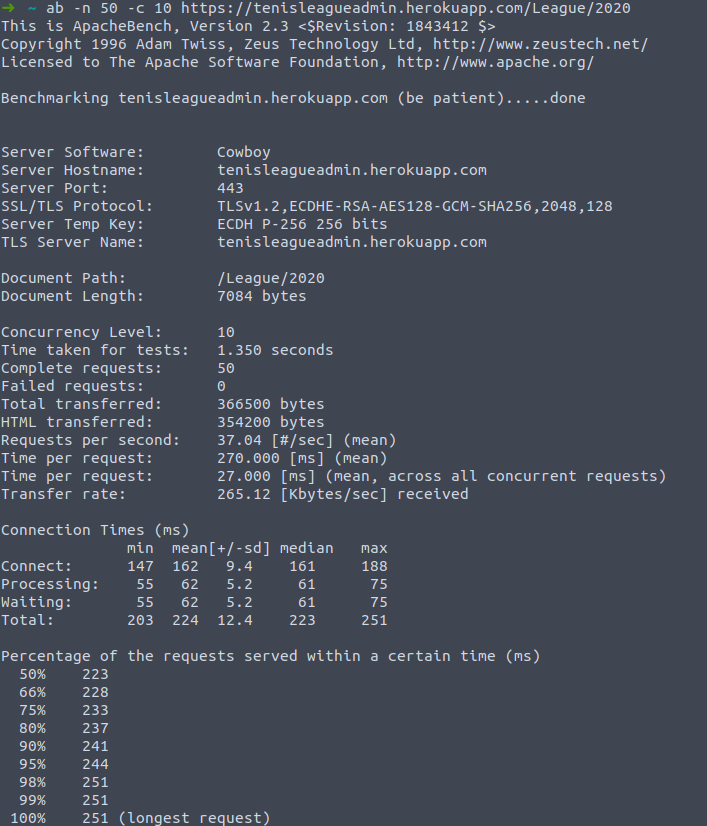 ➜ ~ ab -n 50 -c 10 https://tenisleagueadmin.herokuapp.com/League/2020
This is ApacheBench, Version 2.3 <$Revision: 1843412 $>
Copyright 1996 Adam Twiss, Zeus Technology Ltd, http://www.zeustech.net/
Licensed to The Apache Software Foundation, http://www.apache.org/

Benchmarking tenisleagueadmin.herokuapp.com (be patient).....done


Server Software:        Cowboy
Server Hostname:        tenisleagueadmin.herokuapp.com
Server Port:            443
SSL/TLS Protocol:       TLSv1.2,ECDHE-RSA-AES128-GCM-SHA256,2048,128
Server Temp Key:        ECDH P-256 256 bits
TLS Server Name:        tenisleagueadmin.herokuapp.com

Document Path:          /League/2020
Document Length:        7084 bytes

Concurrency Level:      10
Time taken for tests:   1.350 seconds
Complete requests:      50
Failed requests:        0
Total transferred:      366500 bytes
HTML transferred:       354200 bytes
Requests per second:    37.04 [#/sec] (mean)
Time per request:       270.000 [ms] (mean)
Time per request:       27.000 [ms] (mean, across all concurrent requests)
Transfer rate:          265.12 [Kbytes/sec] received

Connection Times (ms)
              min  mean[+/-sd] median   max
Connect:      147  162   9.4    161     188
Processing:    55   62   5.2     61      75
Waiting:       55   62   5.2     61      75
Total:        203  224  12.4    223     251

Percentage of the requests served within a certain time (ms)
  50%    223
  66%    228
  75%    233
  80%    237
  90%    241
  95%    244
  98%    251
  99%    251
 100%    251 (longest request)